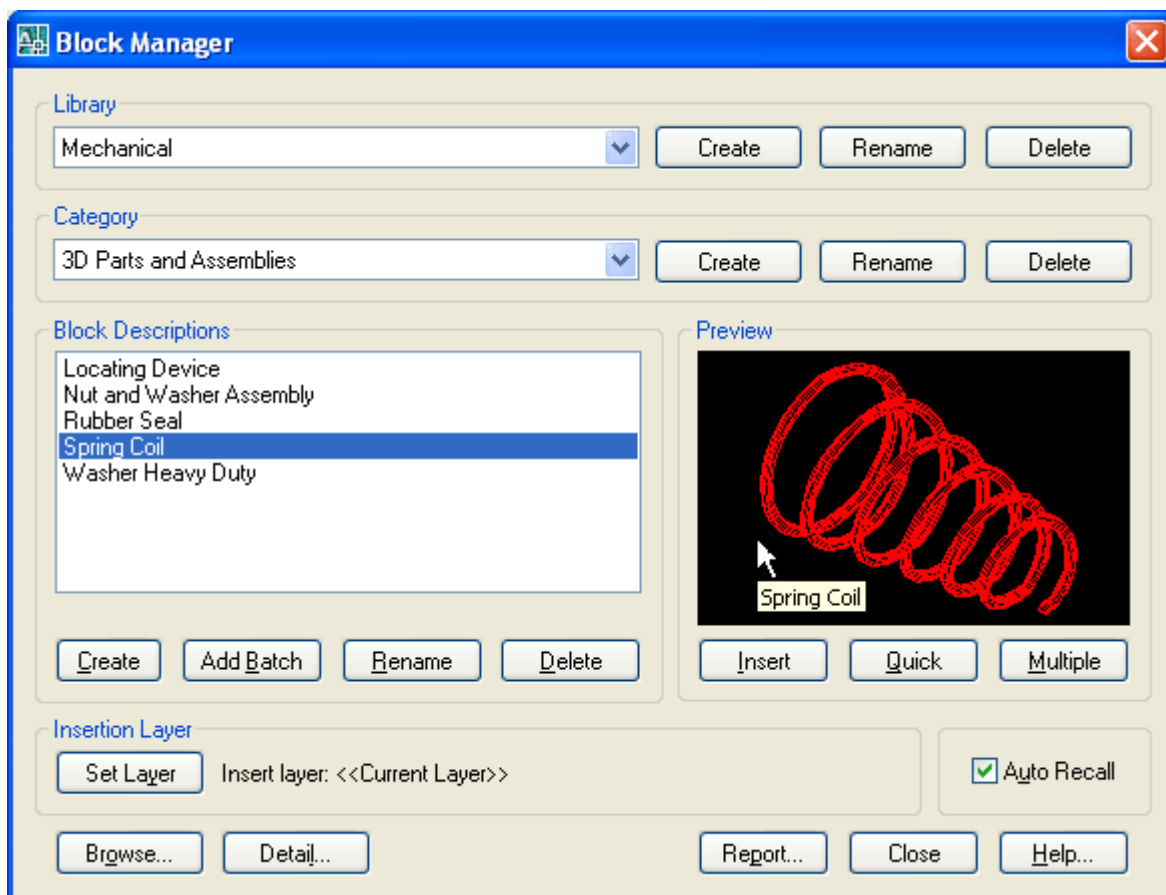 Block Manager
Library
Mechanical Create Rename Delete
Category
3D Parts and Assemblies Create Rename Delete
Block Descriptions
Locating Device
Nut and Washer Assembly
Rubber Seal
Spring Coil
Washer Heavy Duty
Create Add Batch Rename Delete
Preview
Spring Coil
Insert Quick Multiple
Insertion Layer
Set Layer Insert layer: <<Current Layer>>
Auto Recall
Browse... Detail... Report... Close Help...